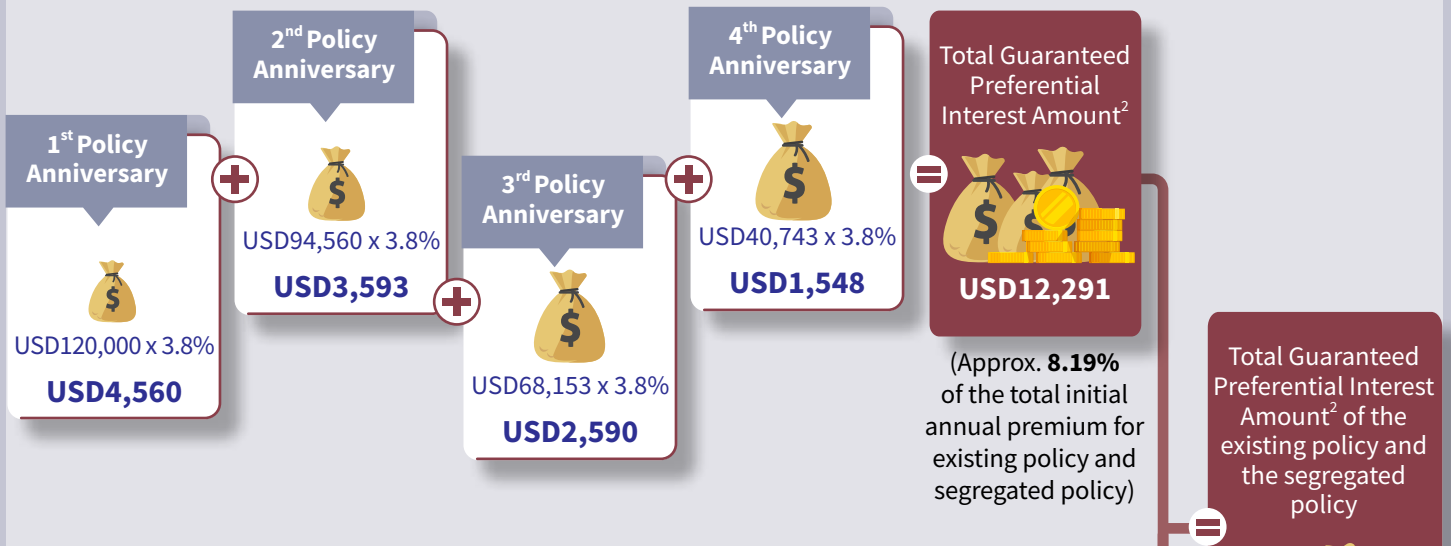 1st Policy
Anniversary
USD120,000 x 3.8%
USD4,560
2nd Policy
Anniversary
USD94,560 x 3.8%
USD3,593
3rd Policy
Anniversary
USD68,153 x 3.8%
USD2,590
4th Policy
Anniversary
USD40,743 x 3.8%
USD1,548
Total Guaranteed
Preferential
Interest Amount2
USD12,291
(Approx. 8.19%
of the total initial
annual premium for
existing policy and
segregated policy)
Total Guaranteed
Preferential Interest
Amount2 of the
existing policy and
the segregated
policy